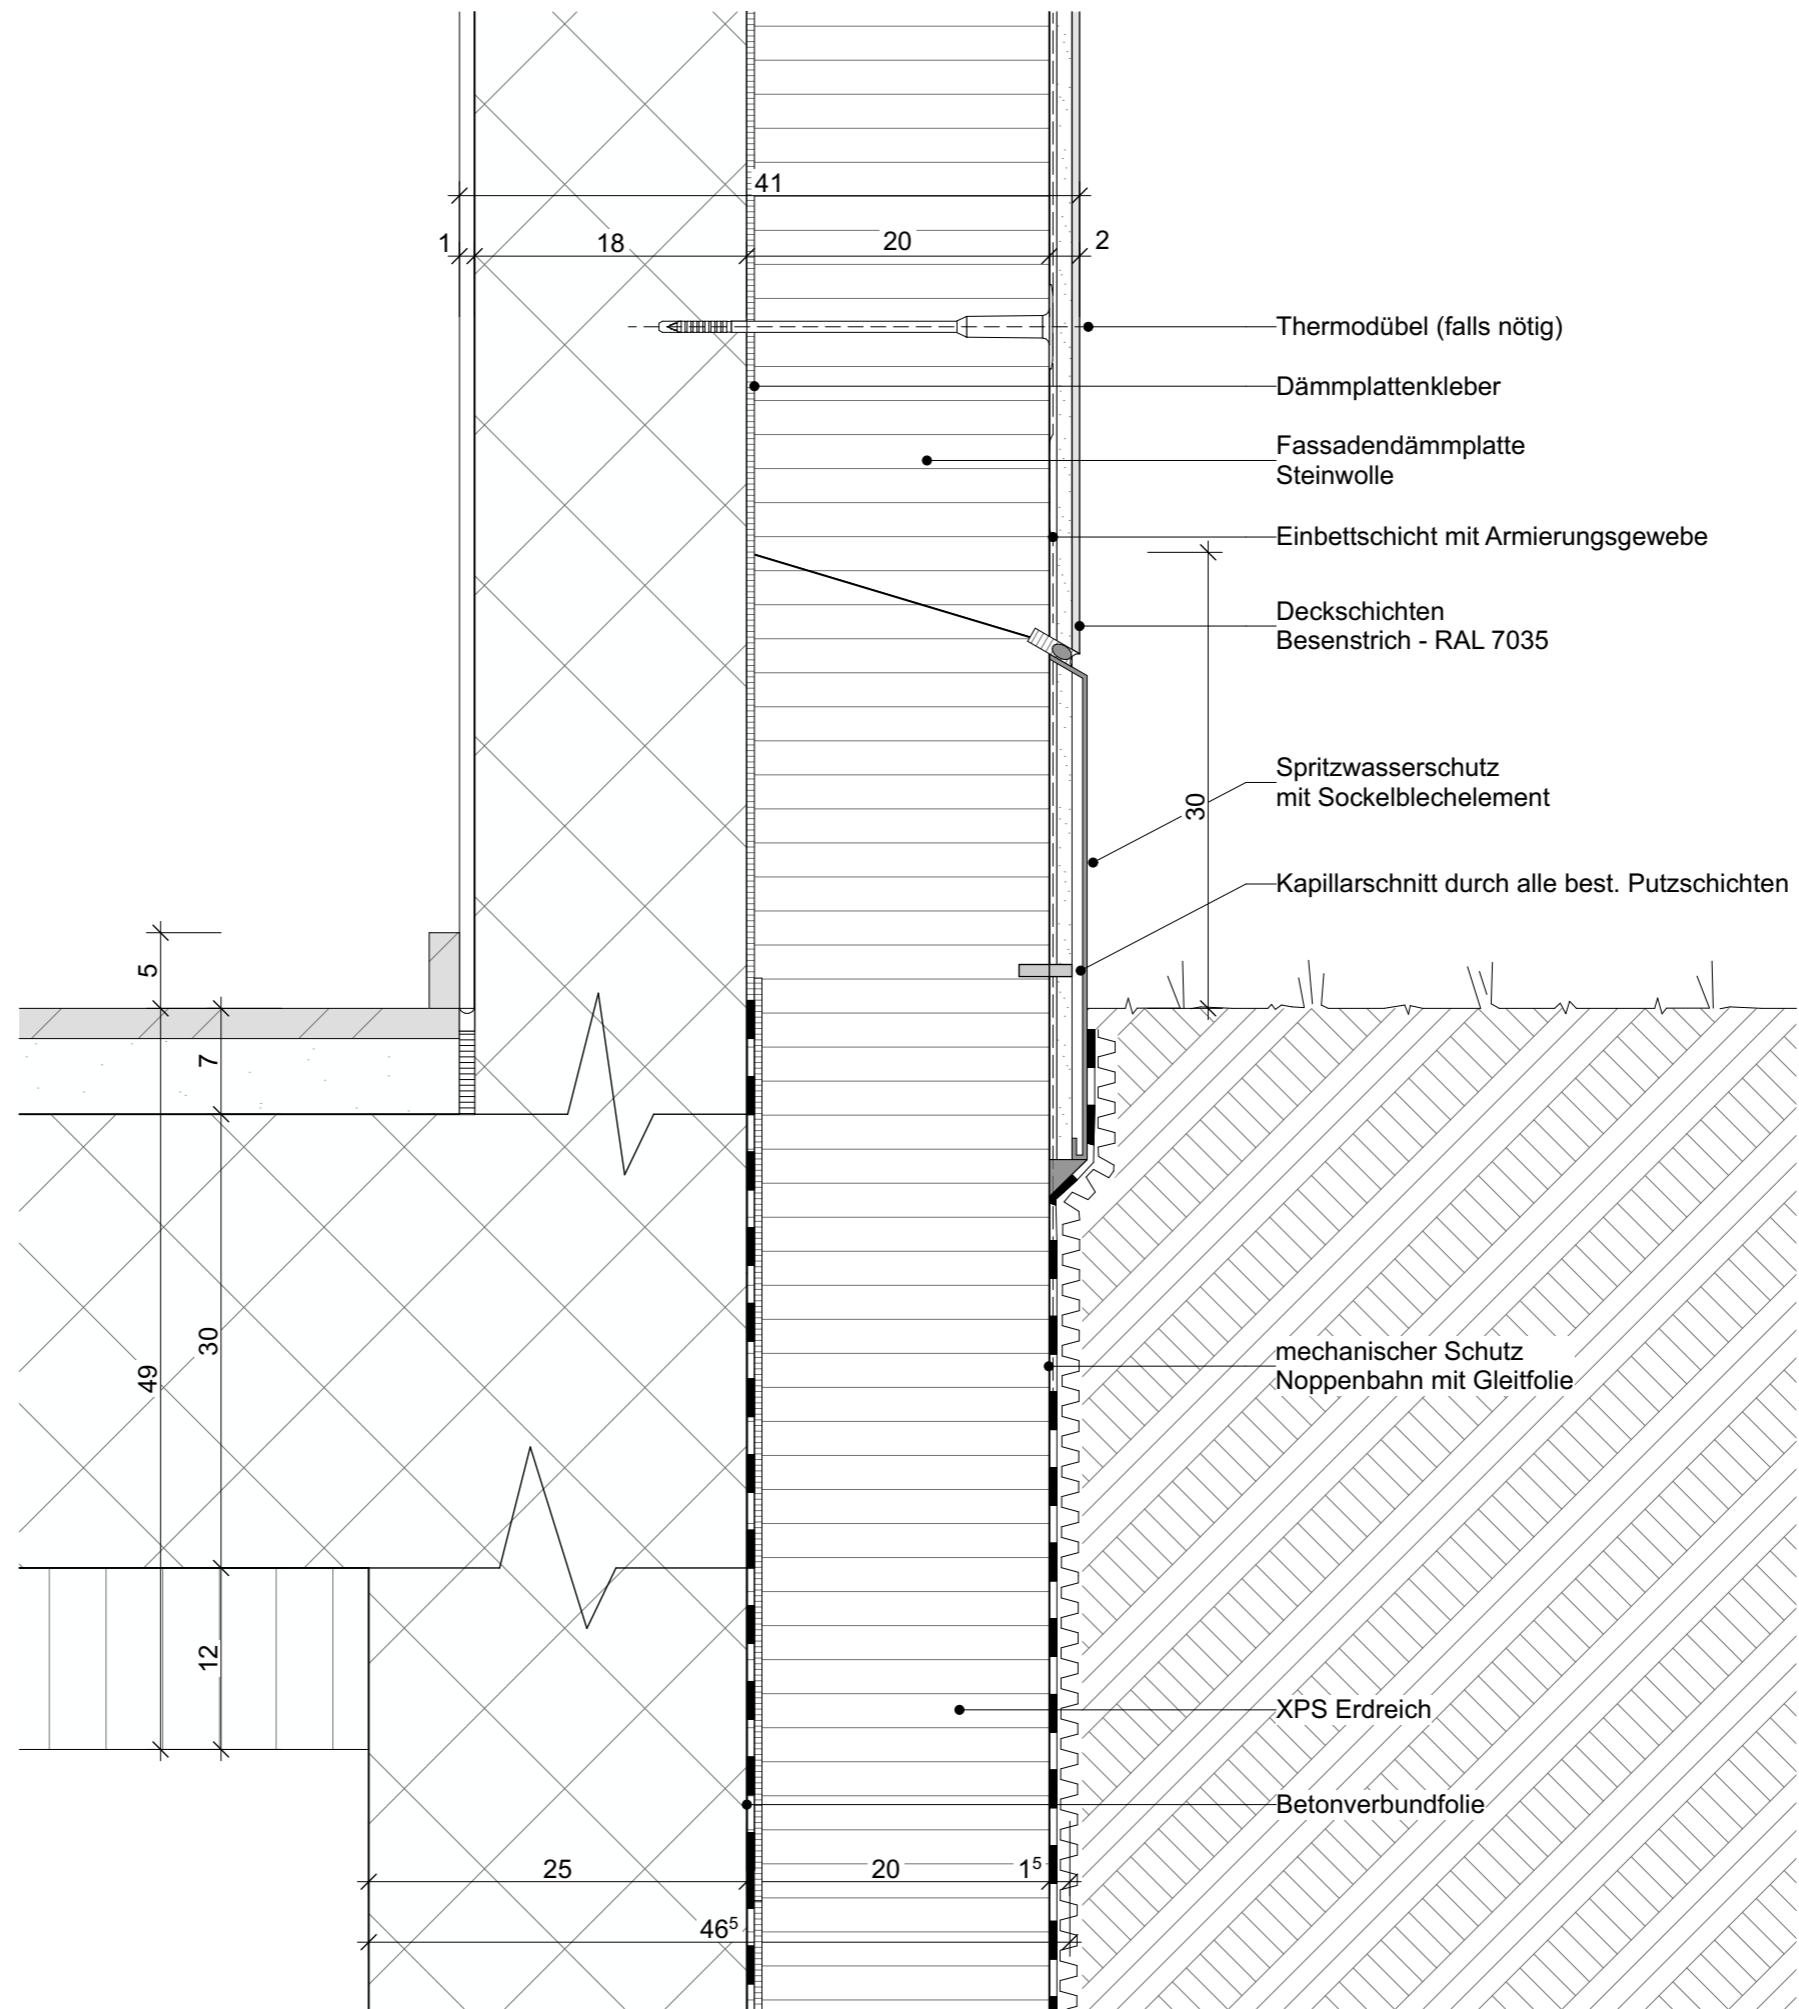 41
1
18
20
2
Thermodübel (falls nötig)
Dämmplattenkleber
Fassadendämmplatte
Steinwolle
Einbettschicht mit Armierungsgewebe
Deckschichten
Besenstrich - RAL 7035
Spritzwasserschutz
mit Sockelblechelement
30
Kapillarschnitt durch alle best. Putzschichten
5
7
30
49
12
mechanischer Schutz
Noppenbahn mit Gleitfolie
XPS Erdreich
Betonverbundfolie
25
20
1⁵
46⁵